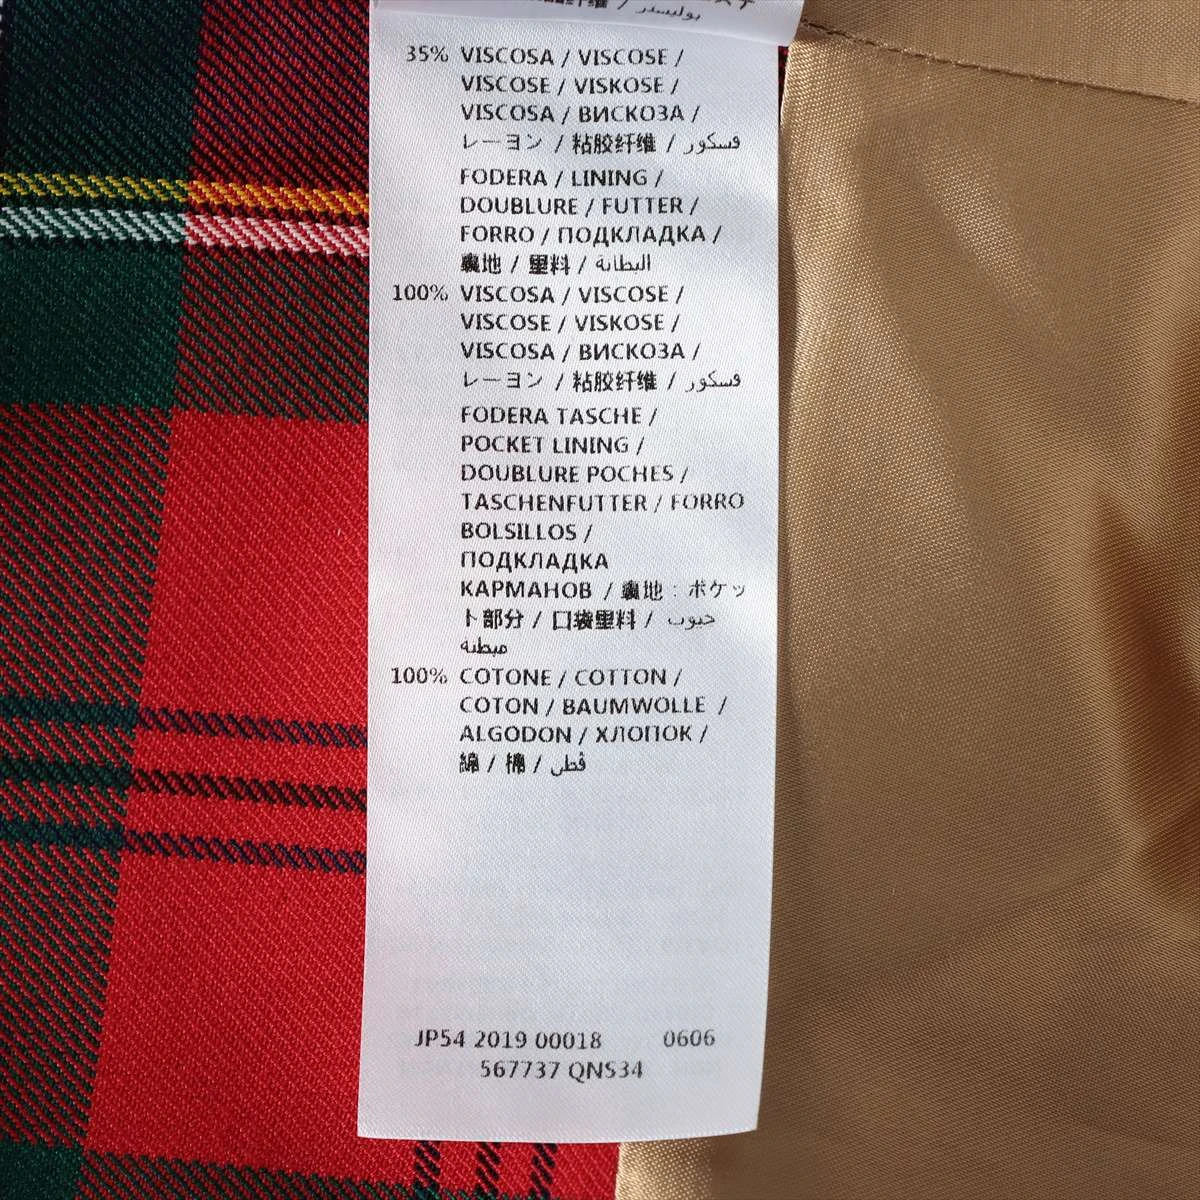 35% VISCOSA / VISCOSE /
VISCOSE / VISKOSE /
VISCOSA / ВИСКОЗА /
レーヨン / 粘胶纤维 / فسكوز
FODERA / LINING /
DOUBLURE / FUTTER /
FORRO / ПОДКЛАДКА /
裏地 / 里料 / البطانة
100% VISCOSA / VISCOSE /
VISCOSE / VISKOSE /
VISCOSA / ВИСКОЗА /
レーヨン / 粘胶纤维 / فسكوز
FODERA TASCHE /
POCKET LINING /
DOUBLURE POCHES /
TASCHENFUTTER / FORRO
BOLSILLOS /
ПОДКЛАДКА
КАРМАНОВ / 裏地 : ポケッ
ト部分 / 口袋里料 / جيوب
مبطنة
100% COTONE / COTTON /
COTON / BAUMWOLLE /
ALGODON / ХЛОПОК /
綿 / 棉 / قطن
JP54 2019 00018 0606
567737 QNS34